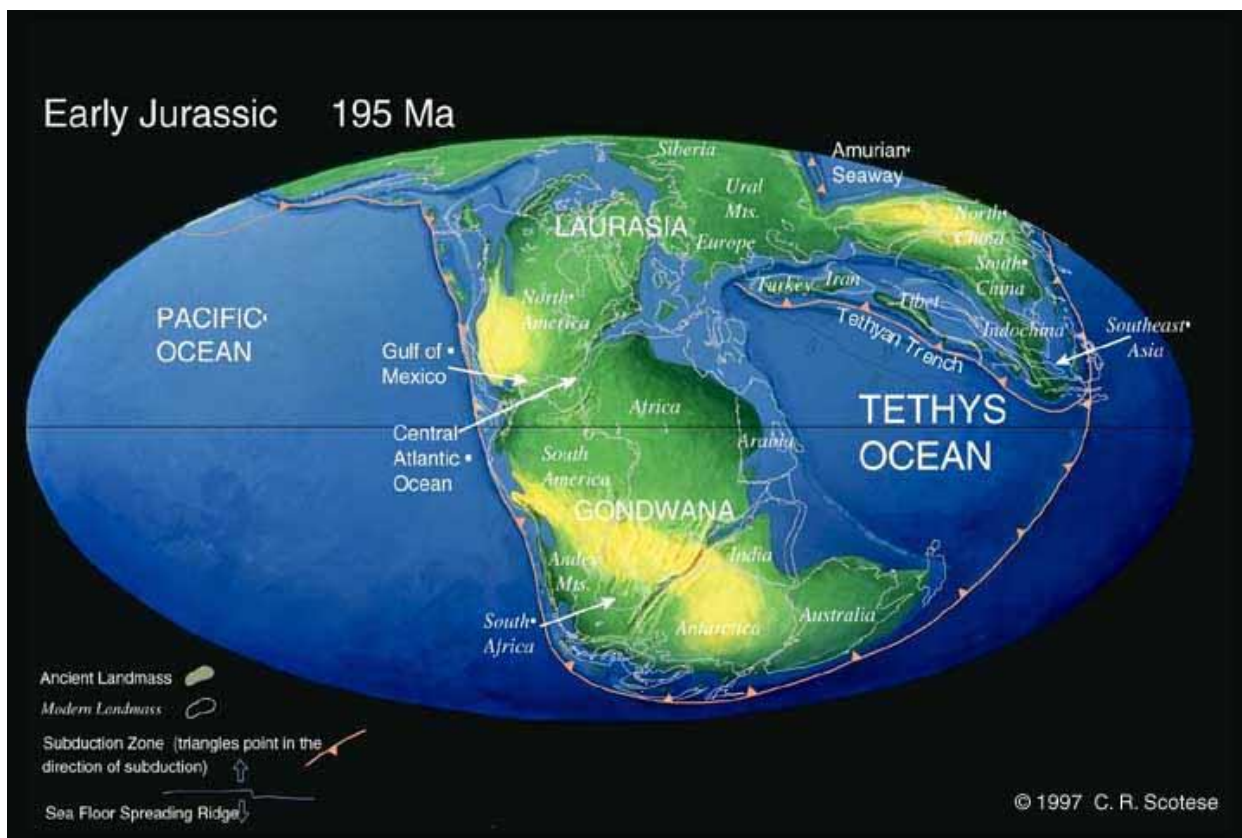 Early Jurassic 195 Ma
Siberia
Amurian
Seaway
Ural
Mts.
North
China
LAURASIA
Europe
South
China
Turkey
Iran
Tibet
North
America
Indochina
PACIFIC
OCEAN
Tethyan Trench
Southeast
Asia
Gulf of
Mexico
TETHYS
OCEAN
Africa
Central
Atlantic
Ocean
Arabia
South
America
GONDWANA
India
Andes
Mts.
South
Africa
Antarctica
Australia
Ancient Landmass
Modern Landmass
Subduction Zone (triangles point in the
direction of subduction)
Sea Floor Spreading Ridge
© 1997 C. R. Scotese